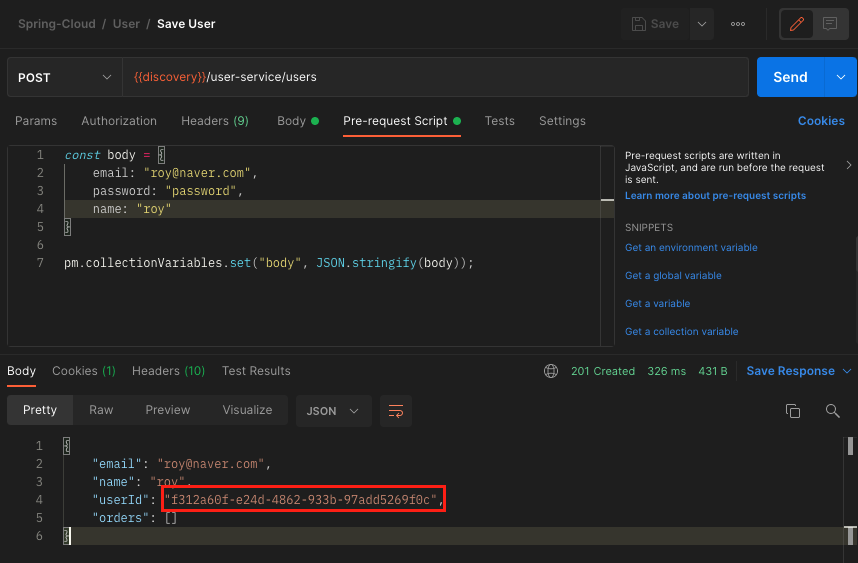 Spring-Cloud / User / Save User
Save
POST
{{discovery}}/user-service/users
Send
Params Authorization Headers (9) Body Pre-request Script Tests Settings
Cookies
1 const body = {
2 email: "roy@naver.com",
3 password: "password",
4 name: "roy"
5 }
6
7 pm.collectionVariables.set("body", JSON.stringify(body));
Pre-request scripts are written in
JavaScript, and are run before the request
is sent.
Learn more about pre-request scripts
SNIPPETS
Get an environment variable
Get a global variable
Get a variable
Get a collection variable
Body Cookies (1) Headers (10) Test Results
201 Created 326 ms 431 B Save Response
Pretty Raw Preview Visualize JSON
1 {
2 "email": "roy@naver.com",
3 "name": "roy",
4 "userId": "f312a60f-e24d-4862-933b-97add5269f0c",
5 "orders": []
6 }